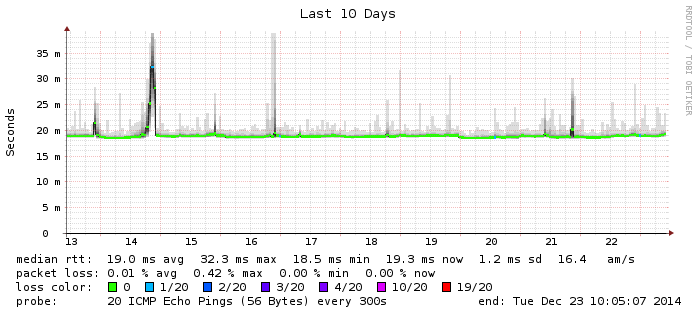 Last 10 Days
RRDTOOL / TOBI OETIKER
Seconds
35 m
30 m
25 m
20 m
15 m
10 m
5 m
0
13 14 15 16 17 18 19 20 21 22
median rtt: 19.0 ms avg 32.3 ms max 18.5 ms min 19.3 ms now 1.2 ms sd 16.4 am/s
packet loss: 0.01 % avg 0.42 % max 0.00 % min 0.00 % now
loss color: 0 1/20 2/20 3/20 4/20 10/20 19/20
probe: 20 ICMP Echo Pings (56 Bytes) every 300s end: Tue Dec 23 10:05:07 2014